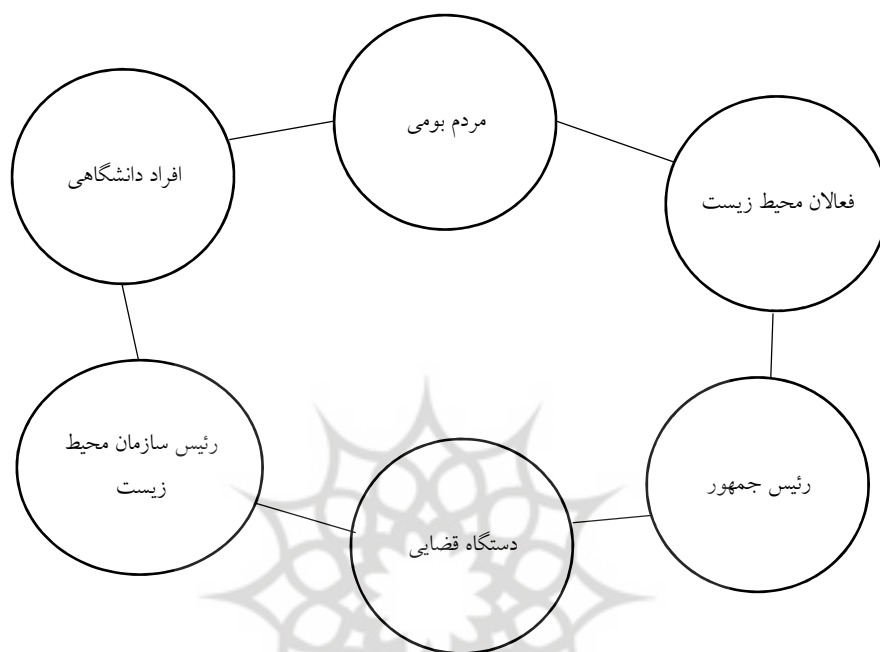 مردم بومی
فعالان محیط زیست
افراد دانشگاهی
رئیس سازمان محیط
زیست
رئیس جمهور
دستگاه قضایی